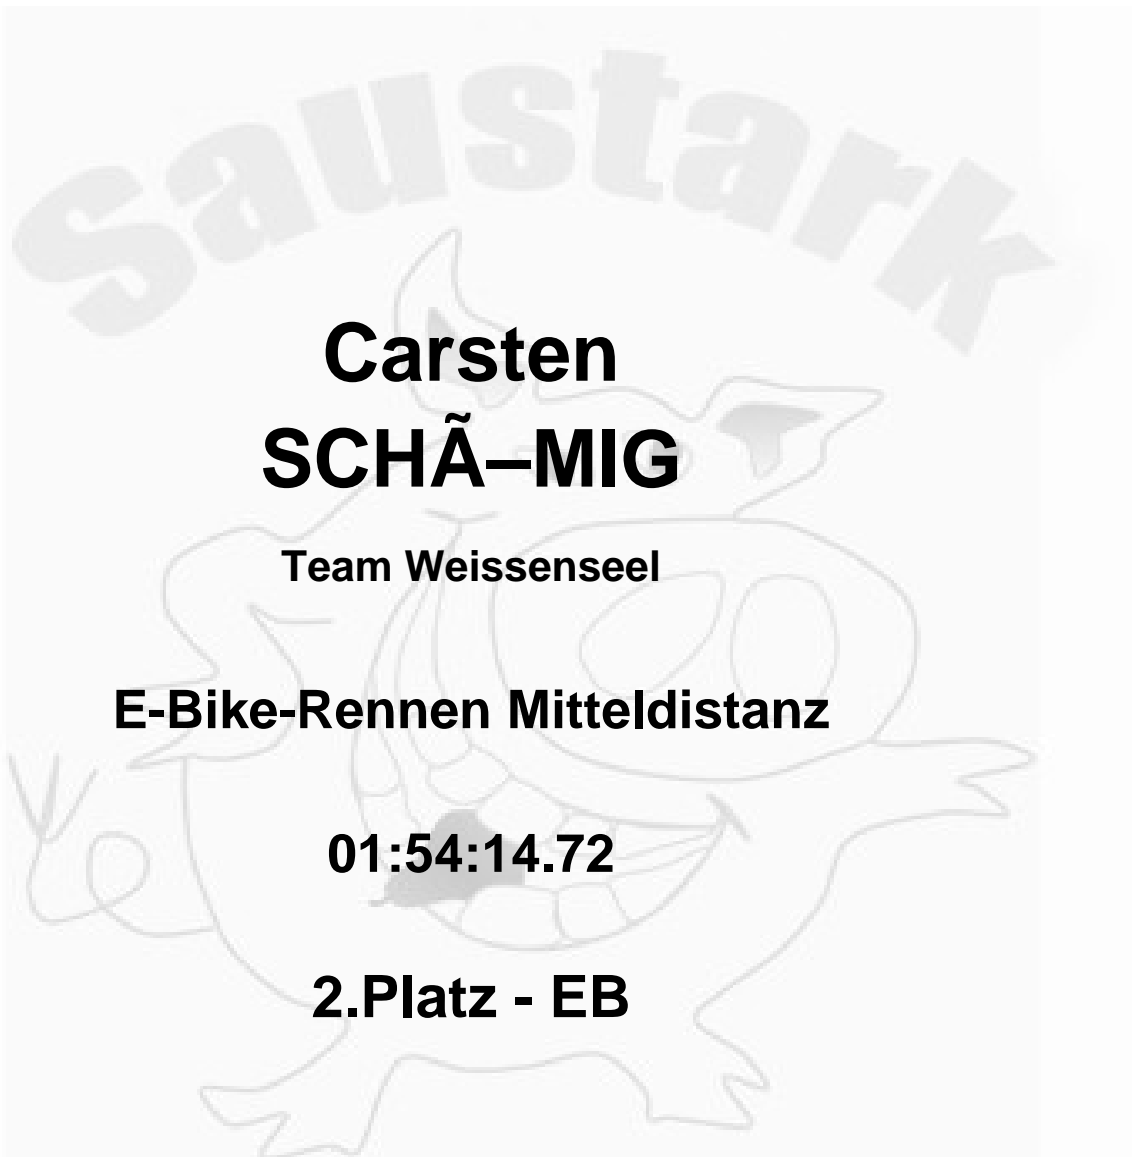 Saustark
Carsten
SCHÃ–MIG
Team Weissenseel
E-Bike-Rennen Mitteldistanz
01:54:14.72
2.Platz - EB